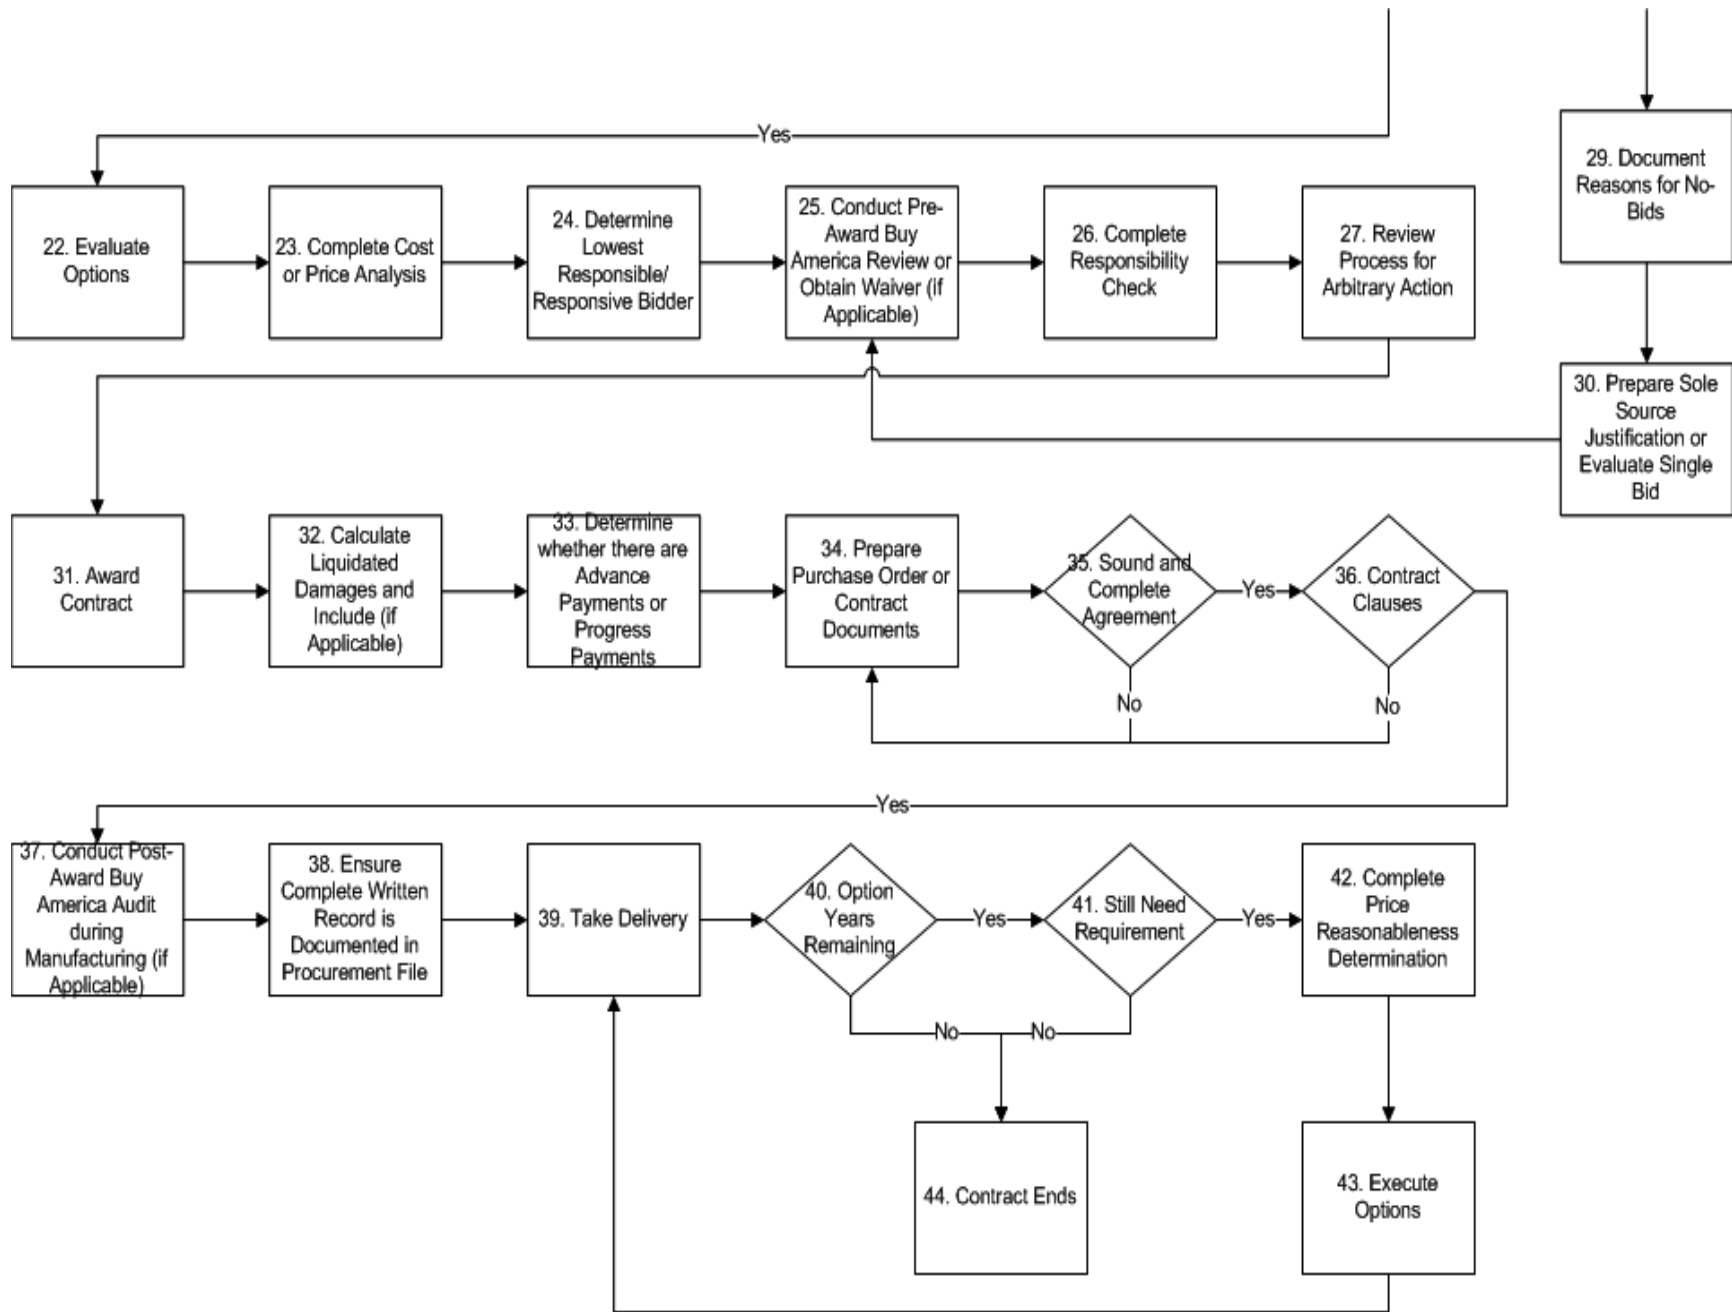 Yes
22. Evaluate
Options
23. Complete Cost
or Price Analysis
24. Determine
Lowest
Responsible/
Responsive Bidder
25. Conduct Pre-
Award Buy
America Review or
Obtain Waiver (if
Applicable)
26. Complete
Responsibility
Check
27. Review
Process for
Arbitrary Action
29. Document
Reasons for No-
Bids
30. Prepare Sole
Source
Justification or
Evaluate Single
Bid
31. Award
Contract
32. Calculate
Liquidated
Damages and
Include (if
Applicable)
33. Determine
whether there are
Advance
Payments or
Progress
Payments
34. Prepare
Purchase Order or
Contract
Documents
35. Sound and
Complete
Agreement
Yes
36. Contract
Clauses
No
No
Yes
37. Conduct Post-
Award Buy
America Audit
during
Manufacturing (if
Applicable)
38. Ensure
Complete Written
Record is
Documented in
Procurement File
39. Take Delivery
40. Option
Years
Remaining
Yes
41. Still Need
Requirement
Yes
42. Complete
Price
Reasonableness
Determination
No
No
44. Contract Ends
43. Execute
Options